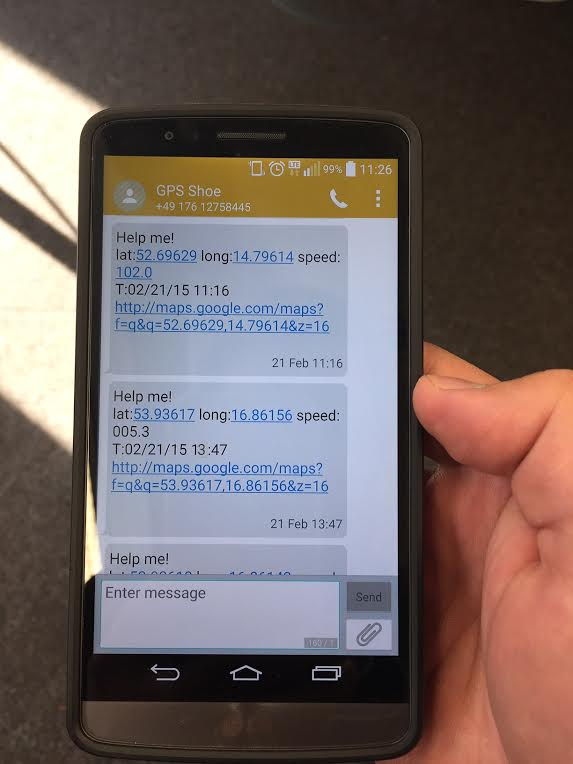 LTE 99% 11:26
GPS Shoe
+49 176 12758445
Help me!
lat:52.69629 long:14.79614 speed:
102.0
T:02/21/15 11:16
http://maps.google.com/maps?
f=q&q=52.69629,14.79614&z=16
21 Feb 11:16
Help me!
lat:53.93617 long:16.86156 speed:
005.3
T:02/21/15 13:47
http://maps.google.com/maps?
f=q&q=53.93617,16.86156&z=16
21 Feb 13:47
Help me!
Enter message
Send
160 / 1